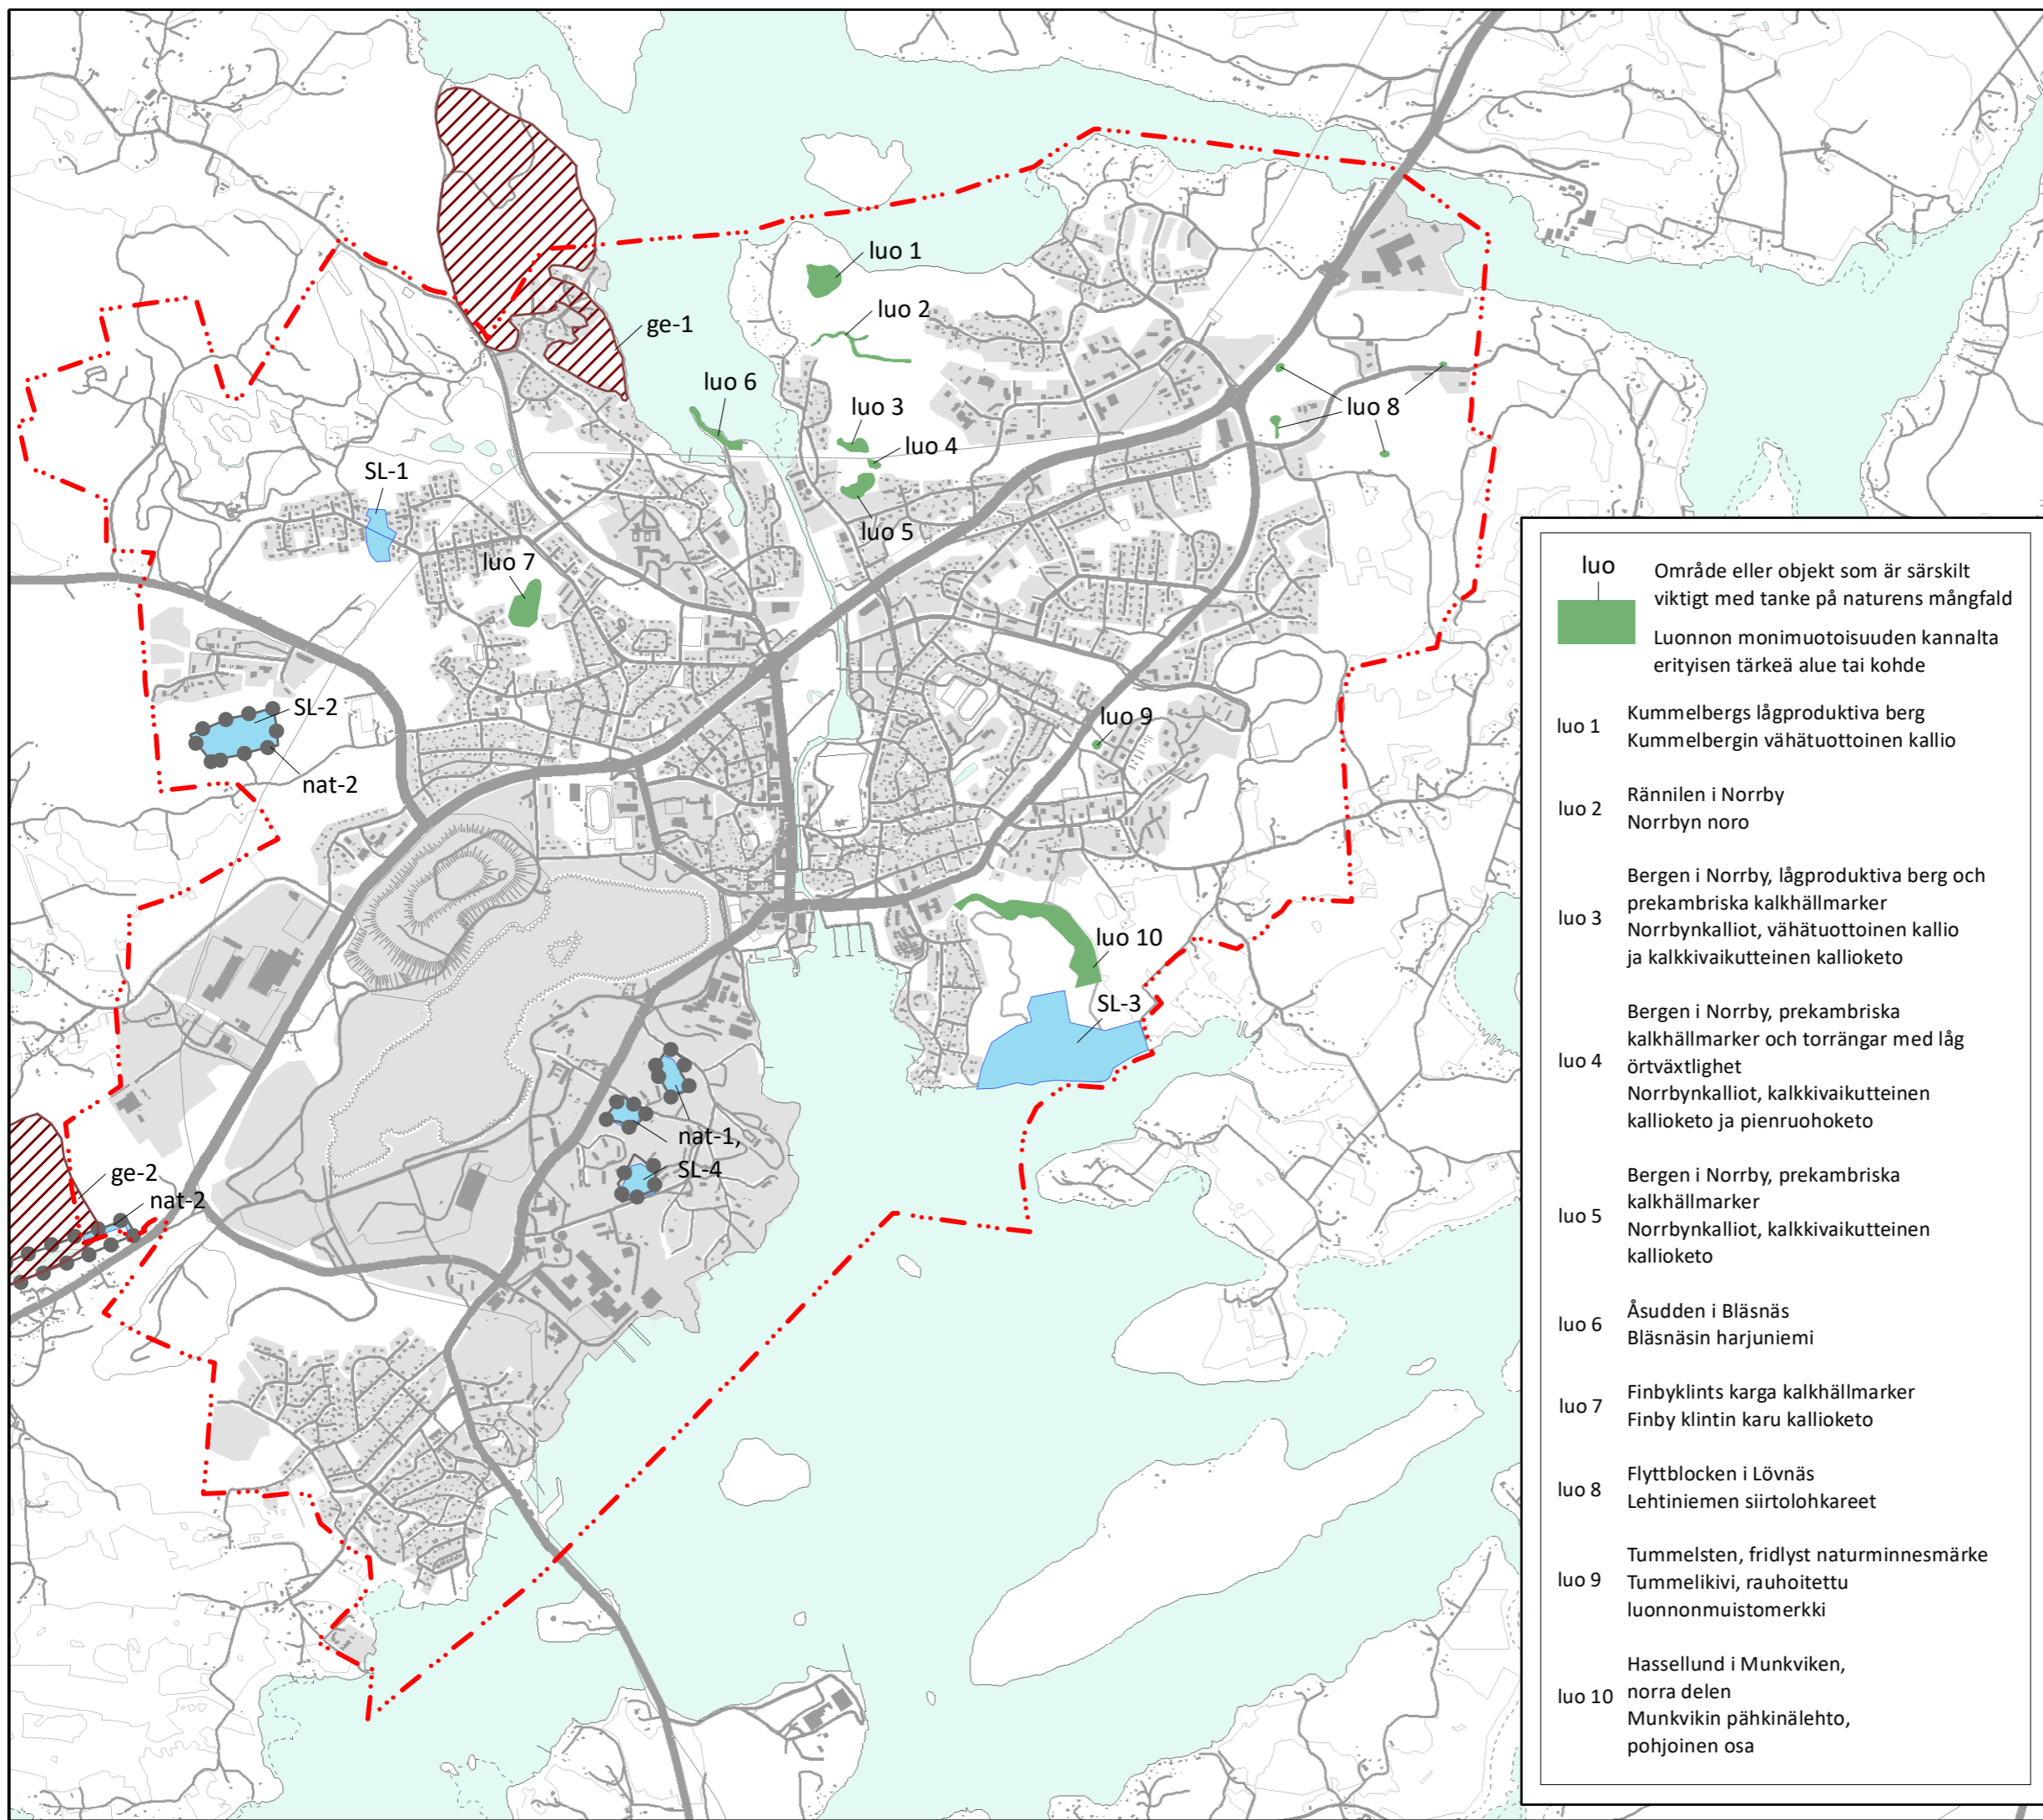 luo 1
luo 2
ge-1
luo 6
luo 3
luo 8
luo 4
SL-1
luo 5
luo 7
SL-2
luo 9
nat-2
luo 10
SL-3
nat-1,
SL-4
ge-2
nat-2
luo
Område eller objekt som är särskilt
viktigt med tanke på naturens mångfald
Luonnon monimuotoisuuden kannalta
erityisen tärkeä alue tai kohde
luo 1
Kummelbergs lågproduktiva berg
Kummelbergin vähätuottoinen kallio
luo 2
Rännilen i Norrby
Norrbyn noro
luo 3
Bergen i Norrby, lågproduktiva berg och
prekambriska kalkhällmarker
Norrbynkalliot, vähätuottoinen kallio
ja kalkkivaikutteinen kallioketo
luo 4
Bergen i Norrby, prekambriska
kalkhällmarker och torrängar med låg
örtväxtlighet
Norrbynkalliot, kalkkivaikutteinen
kallioketo ja pienruohoketo
luo 5
Bergen i Norrby, prekambriska
kalkhällmarker
Norrbynkalliot, kalkkivaikutteinen
kallioketo
luo 6
Åsudden i Bläsnäs
Bläsnäsin harjuniemi
luo 7
Finbyklints karga kalkhällmarker
Finby klintin karu kallioketo
luo 8
Flyttblocken i Lövnäs
Lehtiniemen siirtolohkareet
luo 9
Tummelsten, fridlyst naturminnesmärke
Tummelikivi, rauhoitettu
luonnonmuistomerkki
luo 10
Hassellund i Munkviken,
norra delen
Munkvikin pähkinälehto,
pohjoinen osa